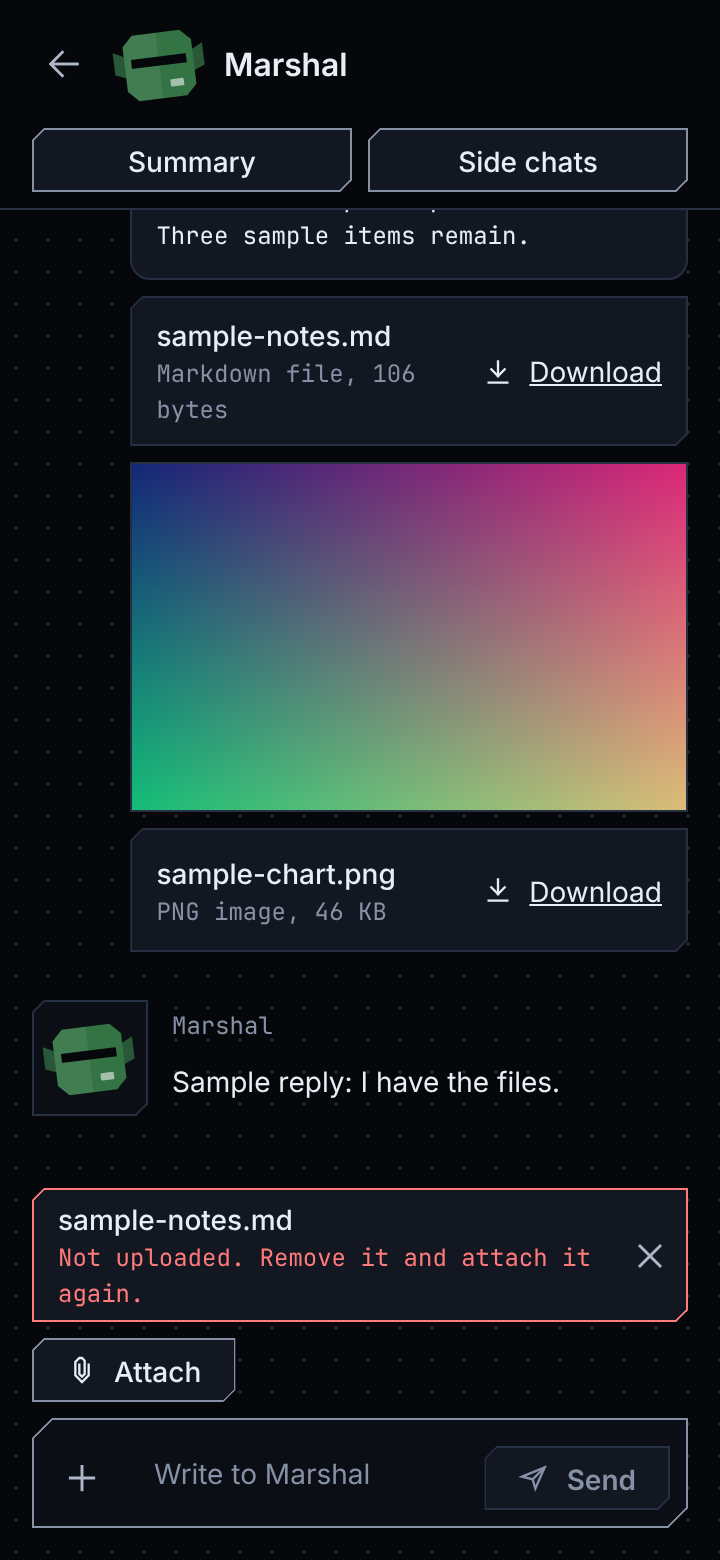 Marshal
Summary
Side chats
Three sample items remain.
sample-notes.md
Markdown file, 106
bytes
Download
sample-chart.png
PNG image, 46 KB
Download
Marshal
Sample reply: I have the files.
sample-notes.md
Not uploaded. Remove it and attach it
again.
Attach
Write to Marshal
Send